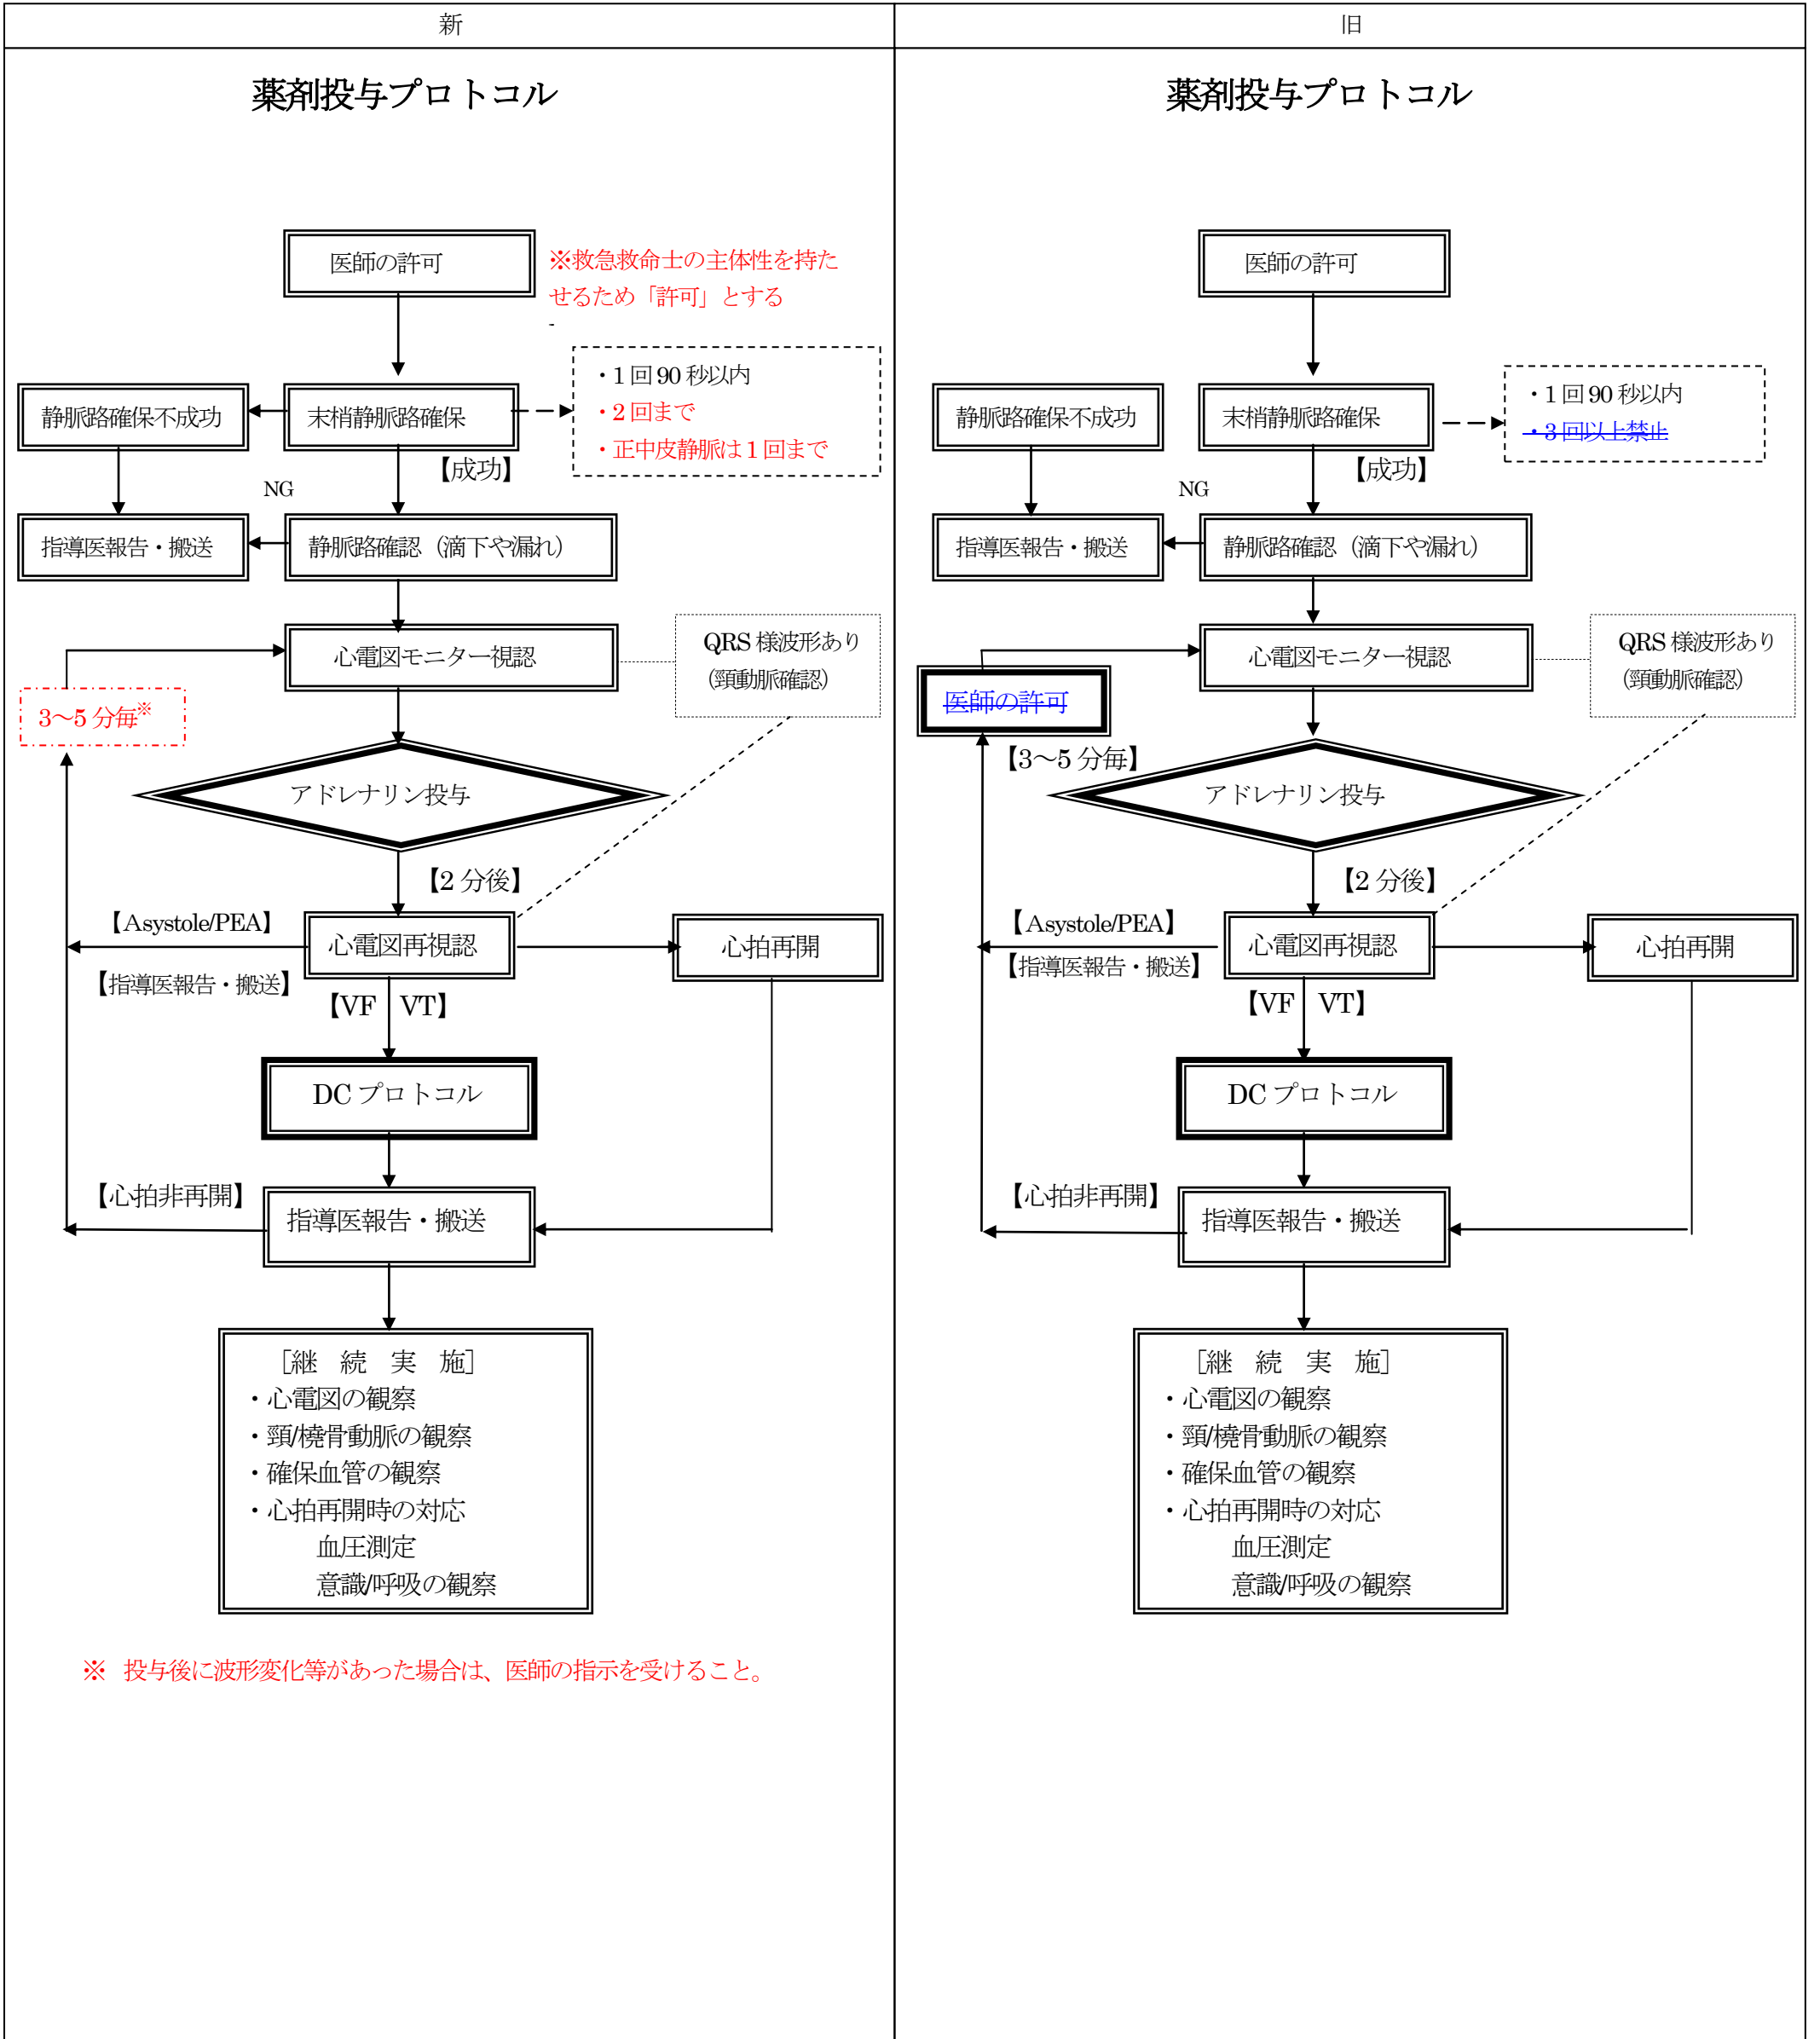 新
薬剤投与プロトコル
医師の許可
※救急救命士の主体性を持た
せるため「許可」とする
-
・1回90秒以内
・2回まで
・正中皮静脈は1回まで
静脈路確保不成功
末梢静脈路確保
【成功】
NG
指導医報告・搬送
静脈路確認（滴下や漏れ）
心電図モニター視認
QRS様波形あり
（頸動脈確認）
3～5分毎※
アドレナリン投与
【2分後】
【Asystole/PEA】
心電図再視認
心拍再開
【指導医報告・搬送】
【VF　VT】
DCプロトコル
【心拍非再開】
指導医報告・搬送
［継　続　実　施］
・心電図の観察
・頸/橈骨動脈の観察
・確保血管の観察
・心拍再開時の対応
血圧測定
意識/呼吸の観察
※　投与後に波形変化等があった場合は、医師の指示を受けること。
旧
薬剤投与プロトコル
医師の許可
・1回90秒以内
・3回以上禁止
静脈路確保不成功
末梢静脈路確保
【成功】
NG
指導医報告・搬送
静脈路確認（滴下や漏れ）
心電図モニター視認
QRS様波形あり
（頸動脈確認）
医師の許可
【3～5分毎】
アドレナリン投与
【2分後】
【Asystole/PEA】
心電図再視認
心拍再開
【指導医報告・搬送】
【VF　VT】
DCプロトコル
【心拍非再開】
指導医報告・搬送
［継　続　実　施］
・心電図の観察
・頸/橈骨動脈の観察
・確保血管の観察
・心拍再開時の対応
血圧測定
意識/呼吸の観察